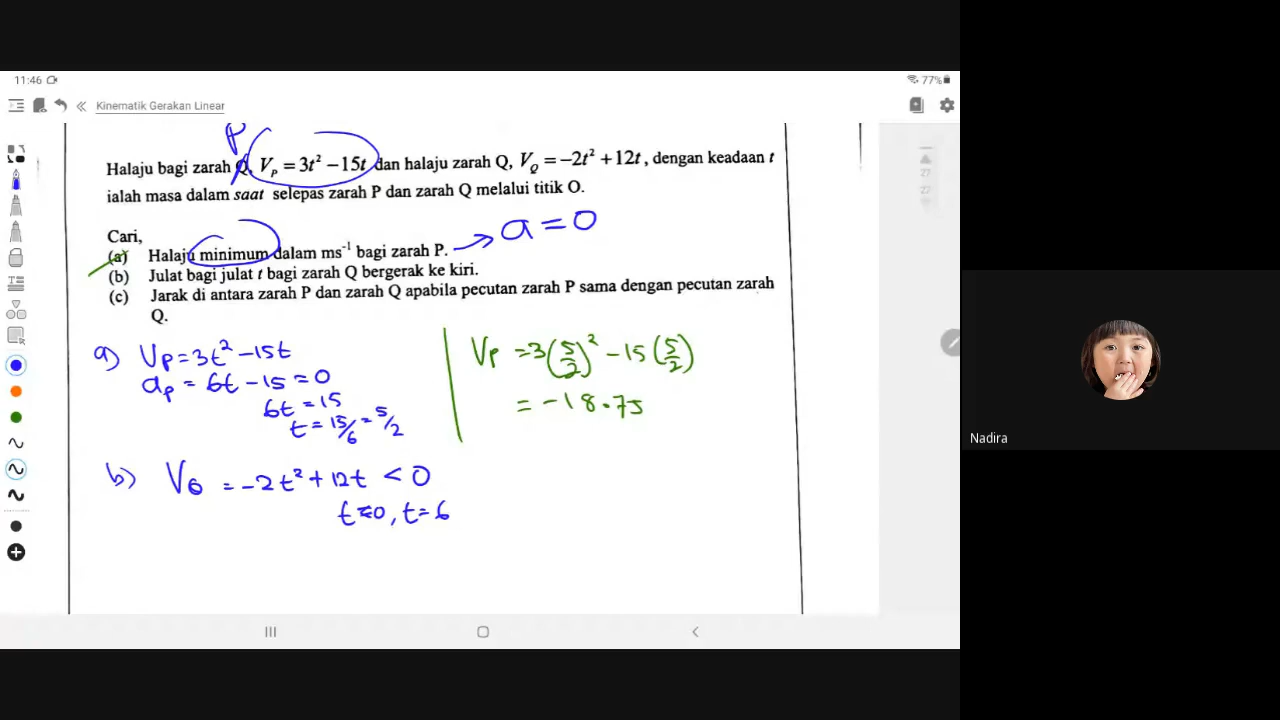 11:46
77%
Kinematik Gerakan Linear
P
Halaju bagi zarah Q, V_P = 3t² – 15t dan halaju zarah Q, V_Q = –2t² + 12t, dengan keadaan t
ialah masa dalam saat selepas zarah P dan zarah Q melalui titik O.
Cari,
a = 0
(a) Halaju minimum dalam ms⁻¹ bagi zarah P.
(b) Julat bagi julat t bagi zarah Q bergerak ke kiri.
(c) Jarak di antara zarah P dan zarah Q apabila pecutan zarah P sama dengan pecutan zarah
Q.
a) Vp = 3t² – 15t
ap = 6t – 15 = 0
6t = 15
t = 15/6 = 5/2
Vp = 3(5/2)² – 15(5/2)
= –18.75
b) VQ = –2t² + 12t < 0
t = 0, t = 6
27
Nadira